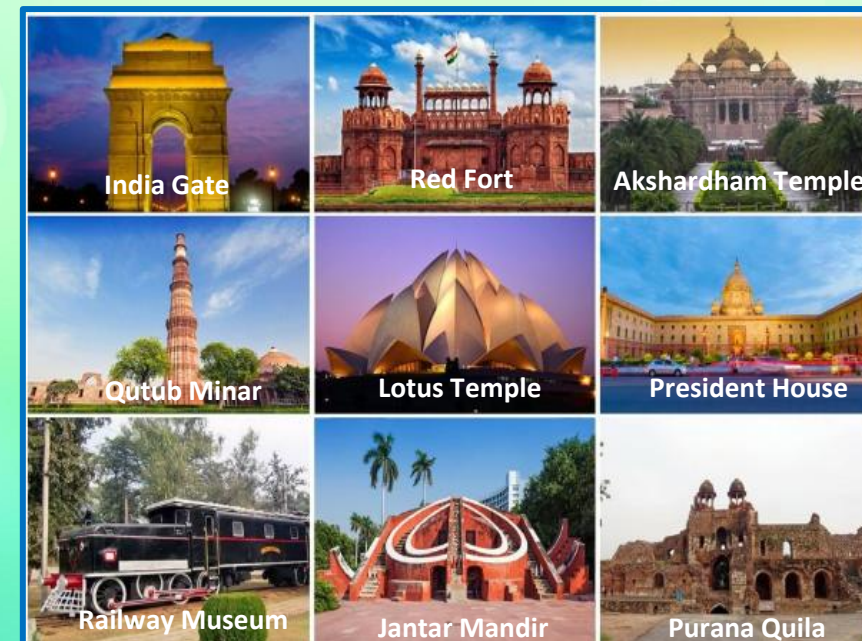 India Gate
Red Fort
Akshardham Temple
Qutub Minar
Lotus Temple
President House
Railway Museum
Jantar Mandir
Purana Quila